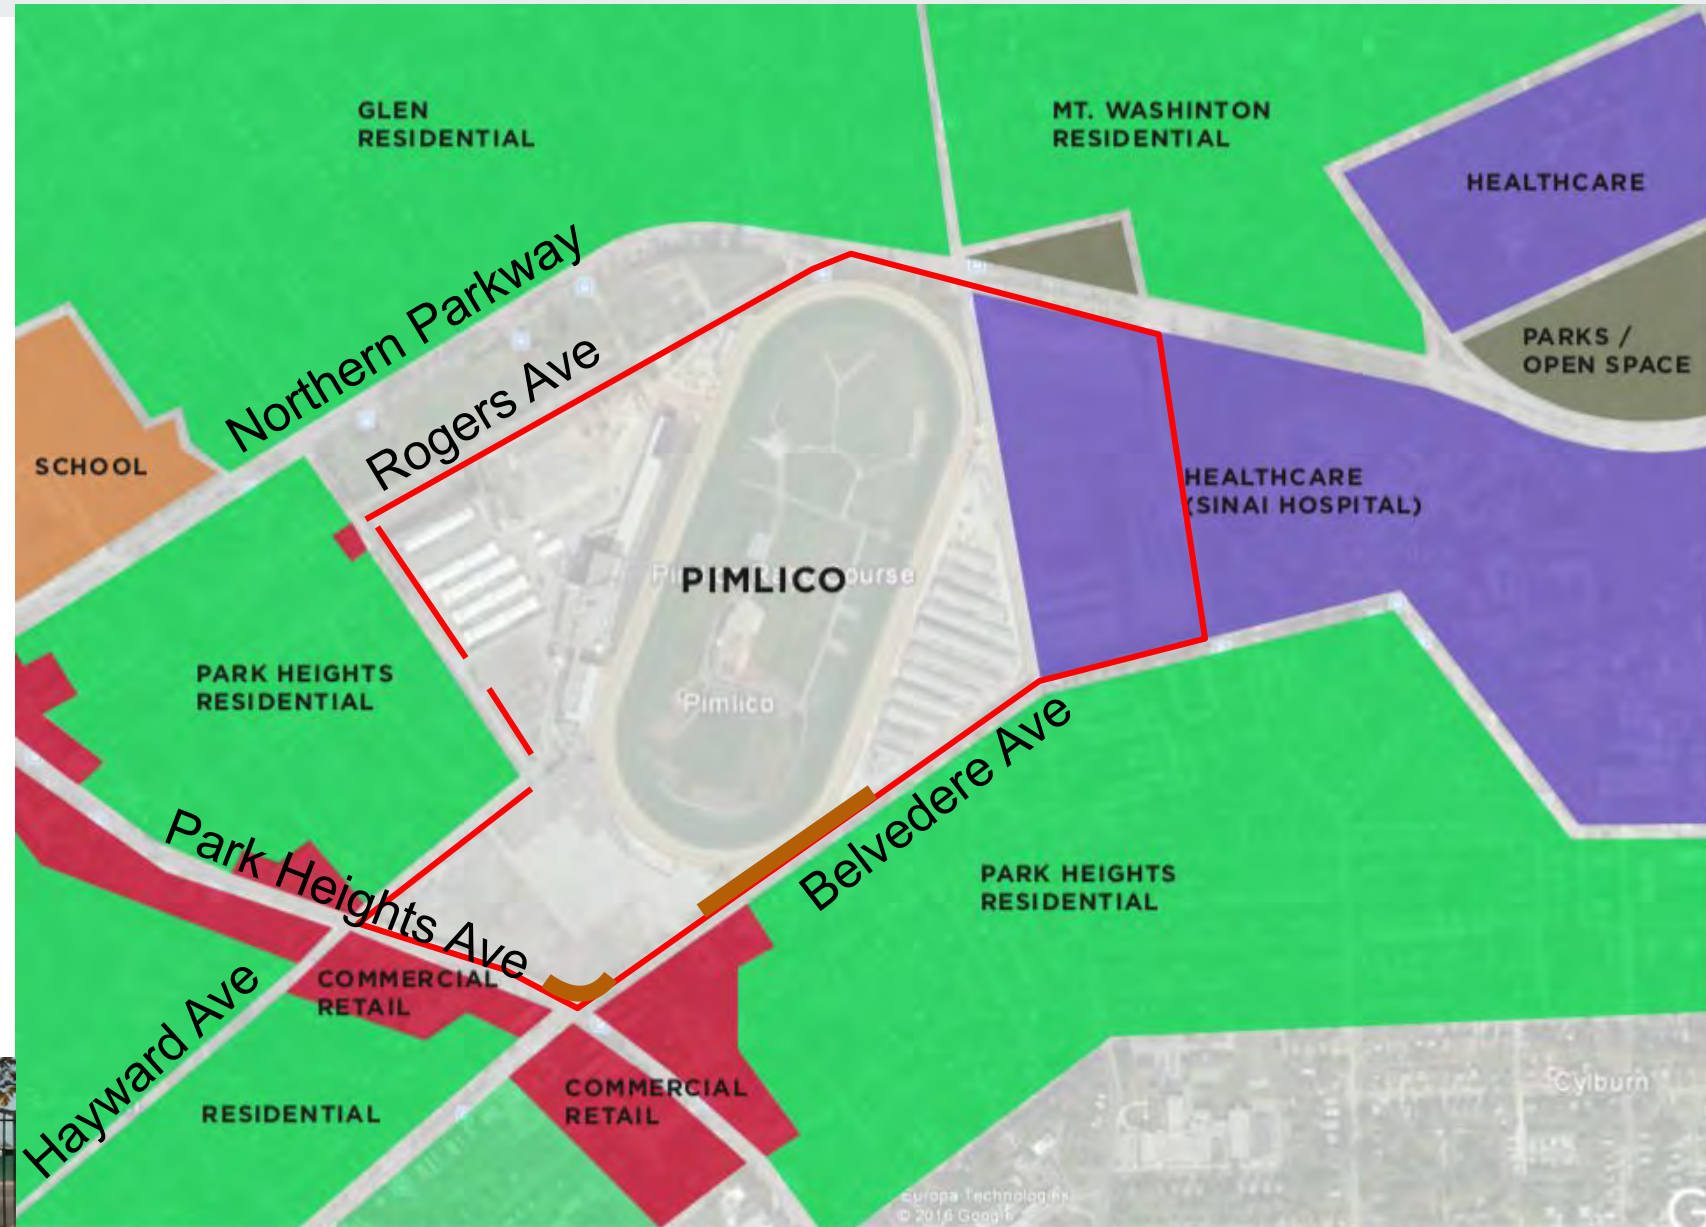 GLEN
RESIDENTIAL
MT. WASHINTON
RESIDENTIAL
HEALTHCARE
Northern Parkway
PARKS /
OPEN SPACE
Rogers Ave
SCHOOL
HEALTHCARE
(SINAI HOSPITAL)
PIMLICO
ourse
PARK HEIGHTS
RESIDENTIAL
Pimlico
Belvedere Ave
Park Heights Ave
PARK HEIGHTS
RESIDENTIAL
COMMERCIAL
RETAIL
Hayward Ave
COMMERCIAL
RETAIL
RESIDENTIAL
Cylburn
Europa Technologies
© 2016 Google
G